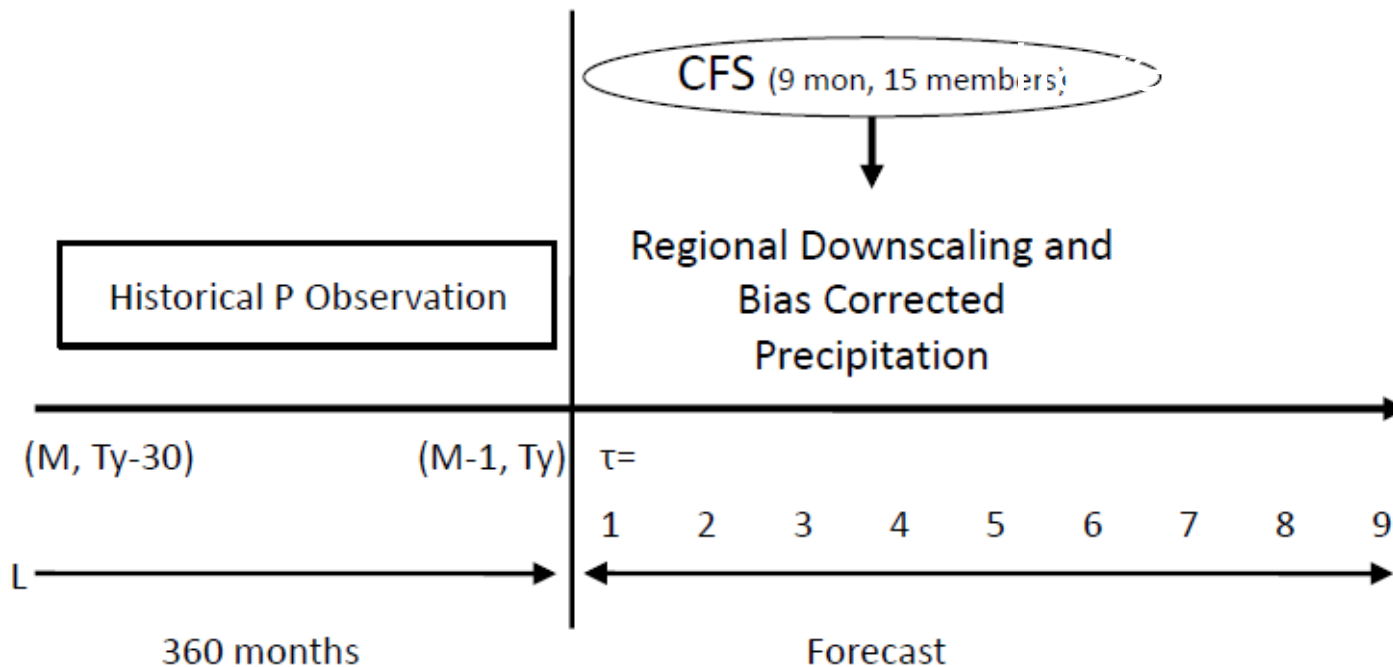 CFS (9 mon, 15 members)
Regional Downscaling and
Bias Corrected
Precipitation
Historical P Observation
(M, Ty-30)
(M-1, Ty)
τ=
1 2 3 4 5 6 7 8 9
L
360 months
Forecast